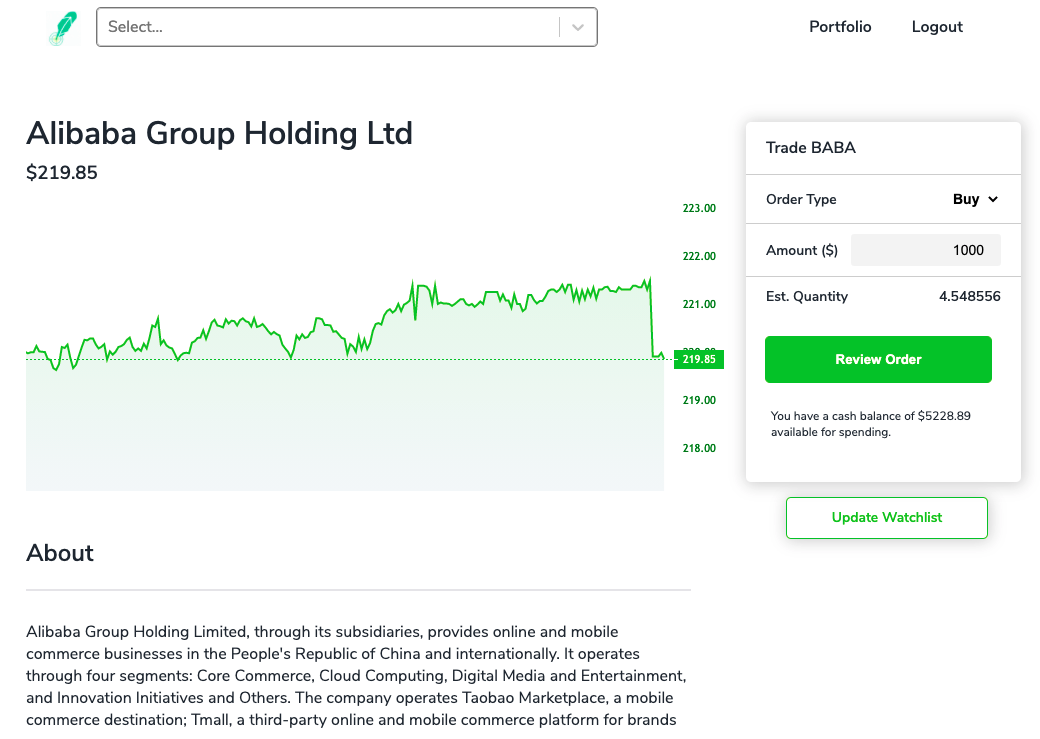 Select...
Portfolio
Logout
Alibaba Group Holding Ltd
$219.85
223.00
222.00
221.00
219.85
219.00
218.00
Trade BABA
Order Type Buy
Amount ($) 1000
Est. Quantity 4.548556
Review Order
You have a cash balance of $5228.89
available for spending.
Update Watchlist
About
Alibaba Group Holding Limited, through its subsidiaries, provides online and mobile
commerce businesses in the People's Republic of China and internationally. It operates
through four segments: Core Commerce, Cloud Computing, Digital Media and Entertainment,
and Innovation Initiatives and Others. The company operates Taobao Marketplace, a mobile
commerce destination; Tmall, a third-party online and mobile commerce platform for brands